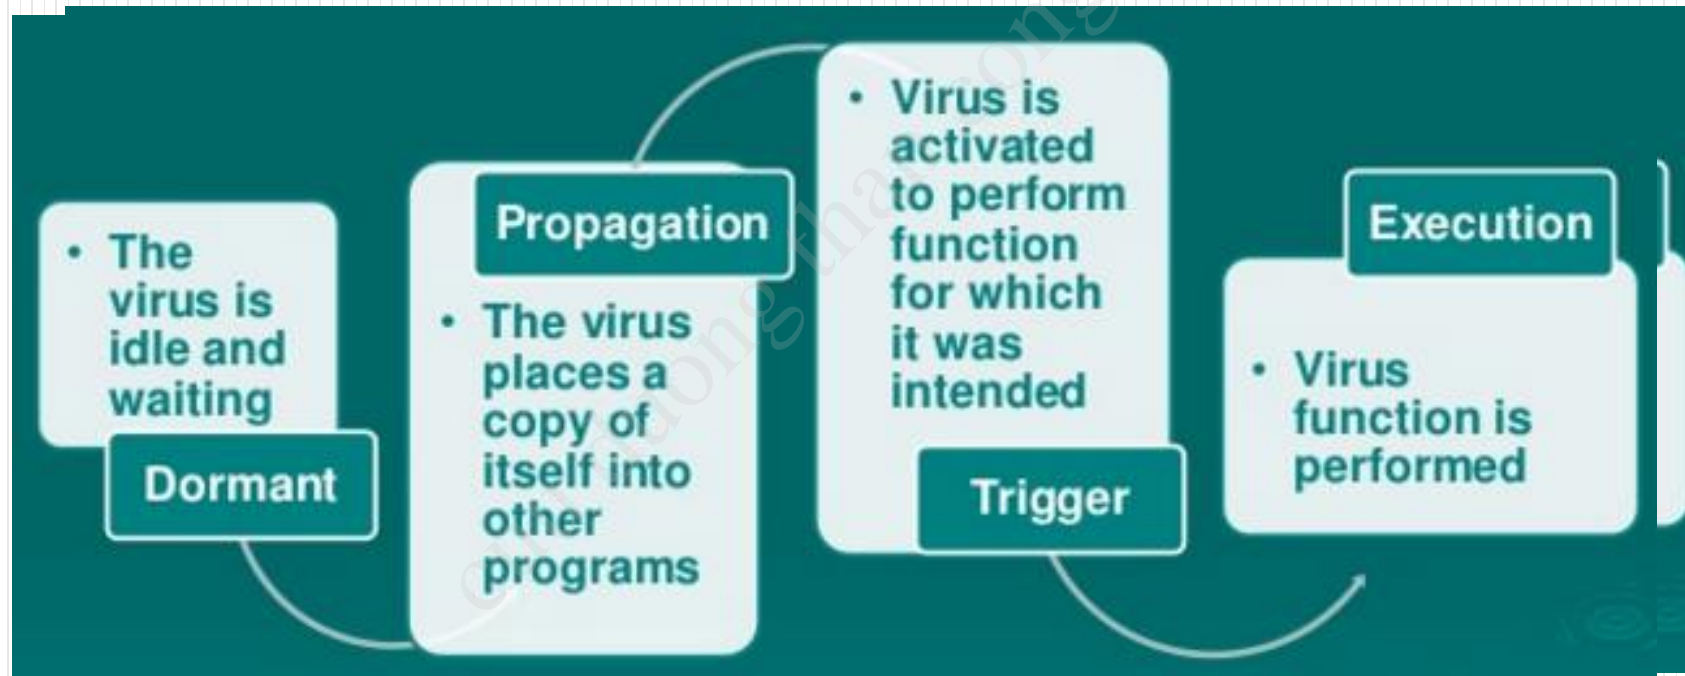 • The
virus is
idle and
waiting
Dormant
Propagation
• The virus
places a
copy of
itself into
other
programs
• Virus is
activated
to perform
function
for which
it was
intended
Trigger
Execution
• Virus
function is
performed